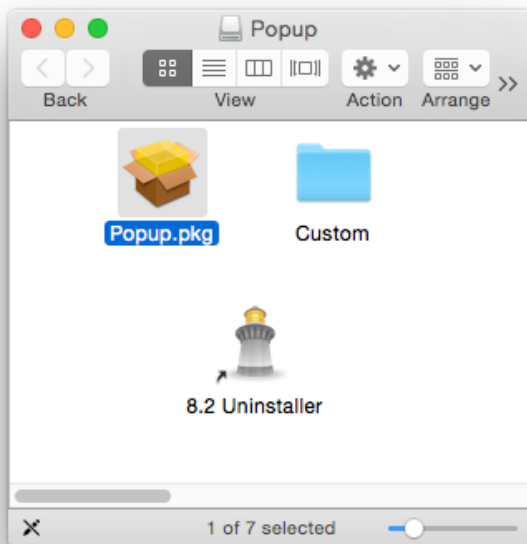 Popup
Back View Action Arrange
Popup.pkg Custom
8.2 Uninstaller
1 of 7 selected